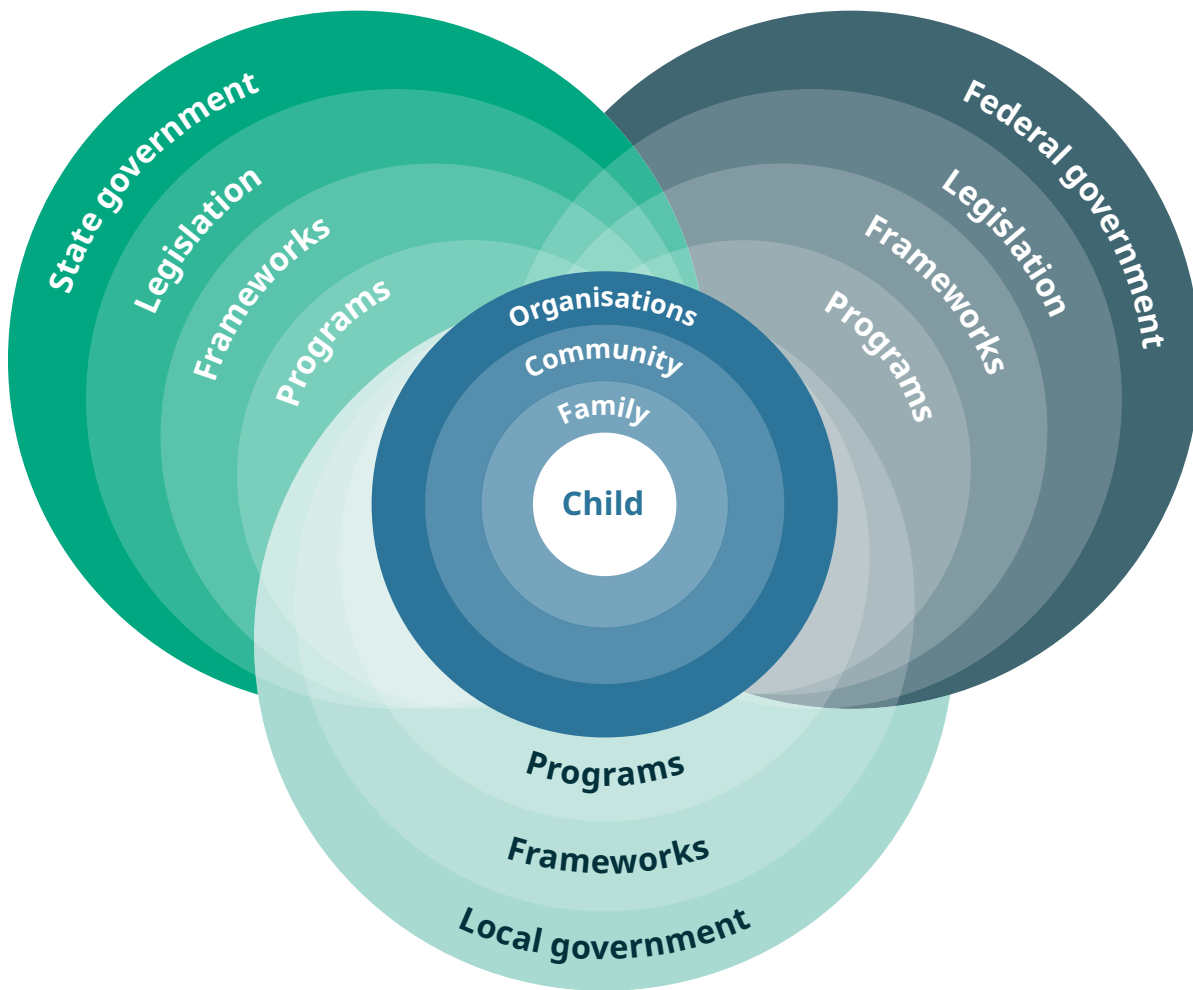 State government
Legislation
Frameworks
Programs
Federal government
Legislation
Frameworks
Programs
Organisations
Community
Family
Child
Programs
Frameworks
Local government